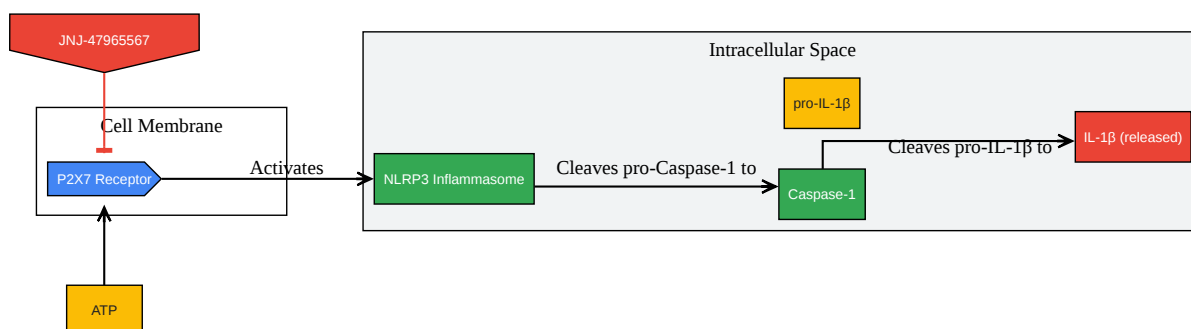 JNJ-47965567
Intracellular Space
pro-IL-1β
Cell Membrane
IL-1β (released)
Cleaves pro-IL-1β to
P2X7 Receptor
Activates
NLRP3 Inflammasome
Cleaves pro-Caspase-1 to
Caspase-1
ATP